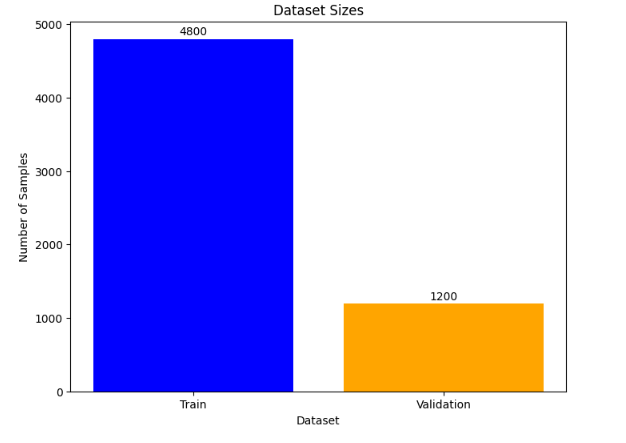 Dataset Sizes
5000
4800
4000
3000
2000
1200
1000
0
Number of Samples
Train
Validation
Dataset